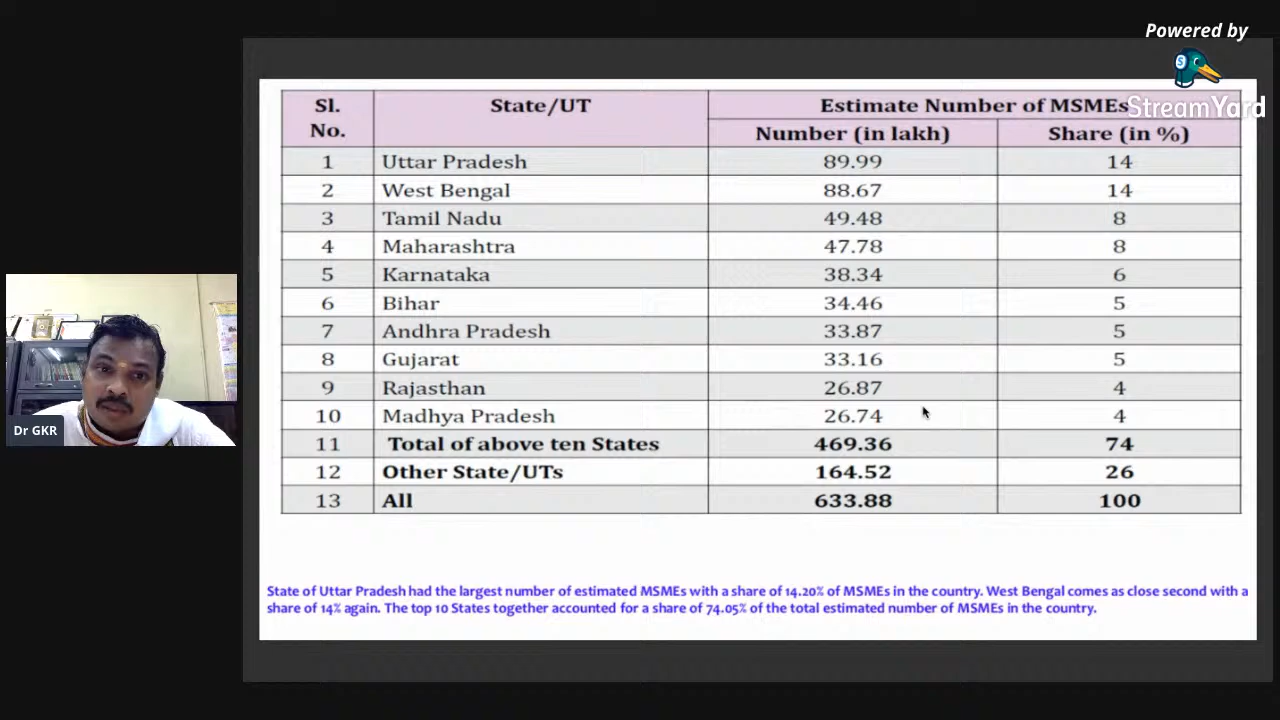 Powered by
StreamYard
Sl. No. State/UT Estimate Number of MSMEs
Number (in lakh) Share (in %)
1 Uttar Pradesh 89.99 14
2 West Bengal 88.67 14
3 Tamil Nadu 49.48 8
4 Maharashtra 47.78 8
5 Karnataka 38.34 6
6 Bihar 34.46 5
7 Andhra Pradesh 33.87 5
8 Gujarat 33.16 5
9 Rajasthan 26.87 4
10 Madhya Pradesh 26.74 4
11 Total of above ten States 469.36 74
12 Other State/UTs 164.52 26
13 All 633.88 100
Dr GKR
State of Uttar Pradesh had the largest number of estimated MSMEs with a share of 14.20% of MSMEs in the country. West Bengal comes as close second with a
share of 14% again. The top 10 States together accounted for a share of 74.05% of the total estimated number of MSMEs in the country.